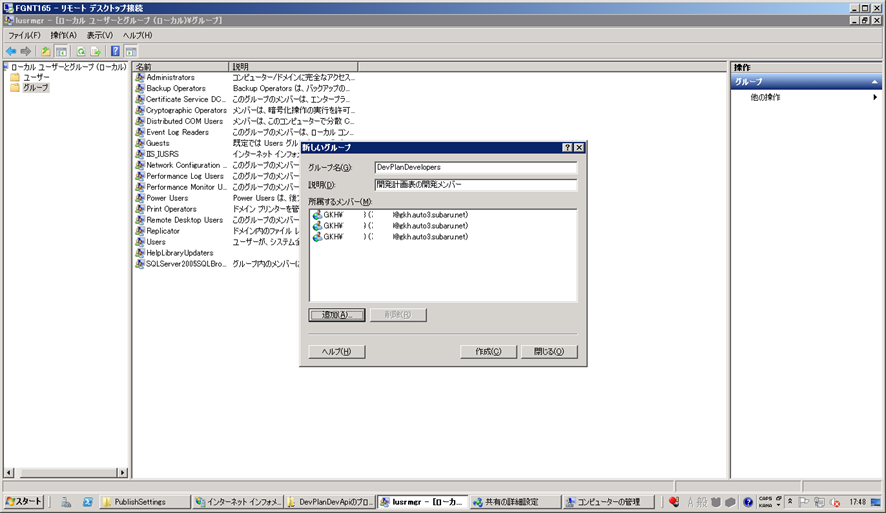 FGNT165 - リモート デスクトップ接続
lusrmgr - [ローカル ユーザーとグループ (ローカル)¥グループ]
ファイル(F) 操作(A) 表示(V) ヘルプ(H)
ローカル ユーザーとグループ (ローカル)
ユーザー
グループ
名前 説明
Administrators コンピューター/ドメインに完全なアクセス...
Backup Operators Backup Operators は、バックアップの...
Certificate Service DC... このグループのメンバーは、エンタープラ...
Cryptographic Operators メンバーは、暗号化操作の実行を許可...
Distributed COM Users メンバーは、このコンピューターで分散 C...
Event Log Readers このグループのメンバーは、ローカル コン...
Guests 既定では Users グル
IIS_IUSRS インターネット インフォメ
Network Configuration ... このグループのメンバー
Performance Log Users このグループのメンバー
Performance Monitor U... このグループのメンバー
Power Users Power Users は、後
Print Operators ドメイン プリンターを管
Remote Desktop Users このグループのメンバー
Replicator ドメイン内のファイル レ
Users ユーザーが、システム全
HelpLibraryUpdaters
SQLServer2005SQLBro... グループ内のメンバーに
新しいグループ
グループ名(G): DevPlanDevelopers
説明(D): 開発計画表の開発メンバー
所属するメンバー(M):
GKH¥ ) (: )@gkh.auto3.subaru.net)
GKH¥ ) (: )@gkh.auto3.subaru.net)
GKH¥ ) (: )@gkh.auto3.subaru.net)
追加(A)... 削除(R)
ヘルプ(H) 作成(C) 閉じる(O)
操作
グループ
他の操作
スタート PublishSettings インターネット インフォメ... DevPlanDevApiのプロ... lusrmgr - [ローカ... 共有の詳細設定 コンピューターの管理 A 般 CAPS KANA 17:48